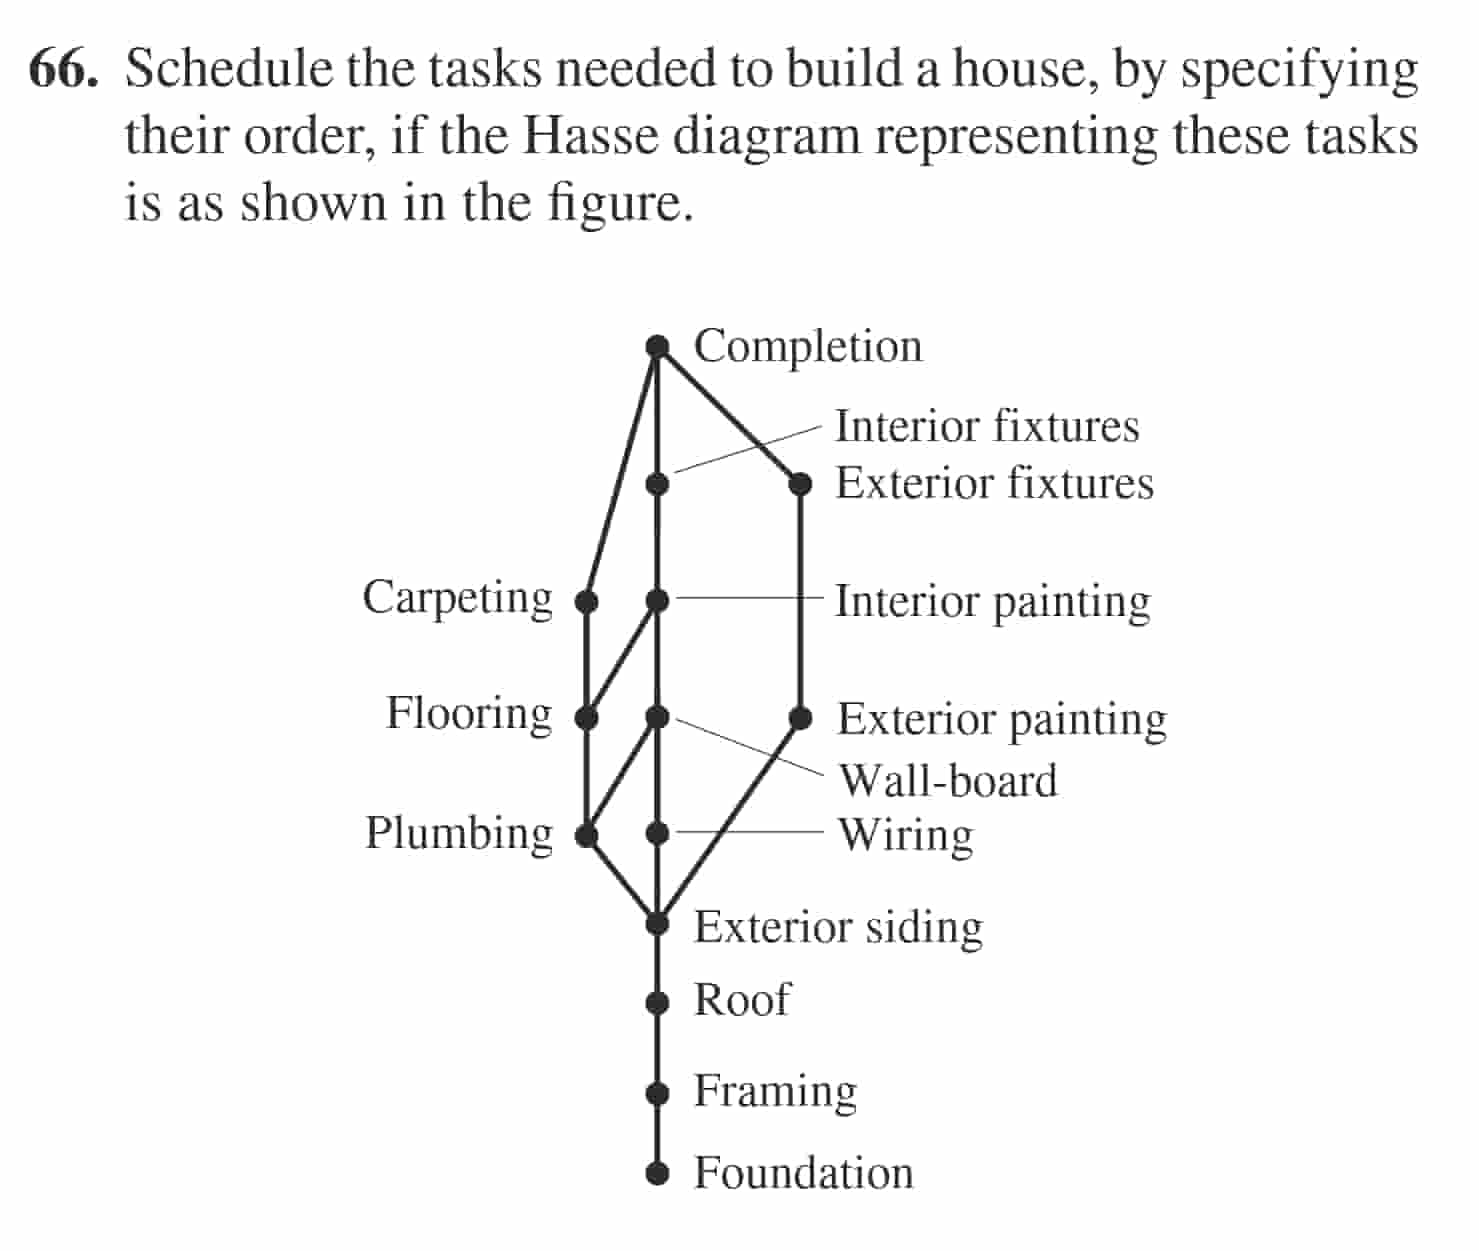 66. Schedule the tasks needed to build a house, by specifying
their order, if the Hasse diagram representing these tasks
is as shown in the figure.
Completion
Interior fixtures
Exterior fixtures
Carpeting
Interior painting
Flooring
Exterior painting
Wall-board
Plumbing
Wiring
Exterior siding
Roof
Framing
Foundation